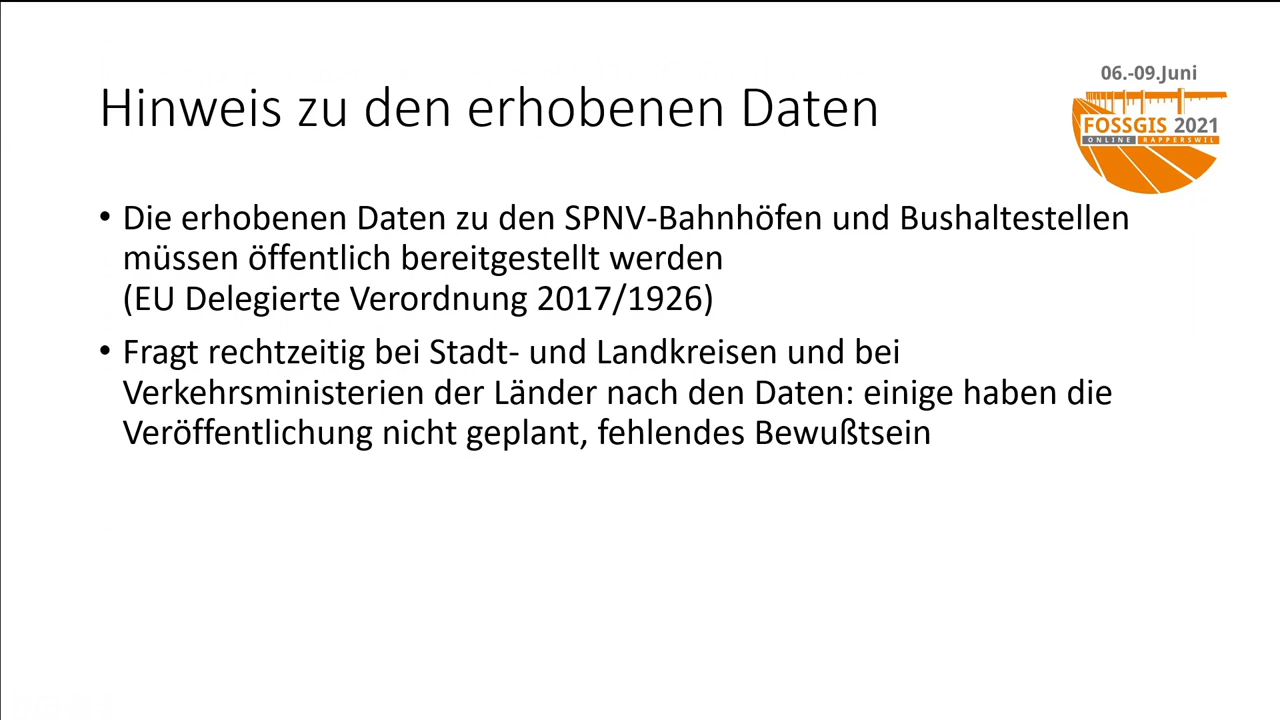 06.-09.Juni
FOSSGIS 2021
ONLINE RAPPERSWIL
Hinweis zu den erhobenen Daten
• Die erhobenen Daten zu den SPNV-Bahnhöfen und Bushaltestellen
müssen öffentlich bereitgestellt werden
(EU Delegierte Verordnung 2017/1926)
• Fragt rechtzeitig bei Stadt- und Landkreisen und bei
Verkehrsministerien der Länder nach den Daten: einige haben die
Veröffentlichung nicht geplant, fehlendes Bewußtsein